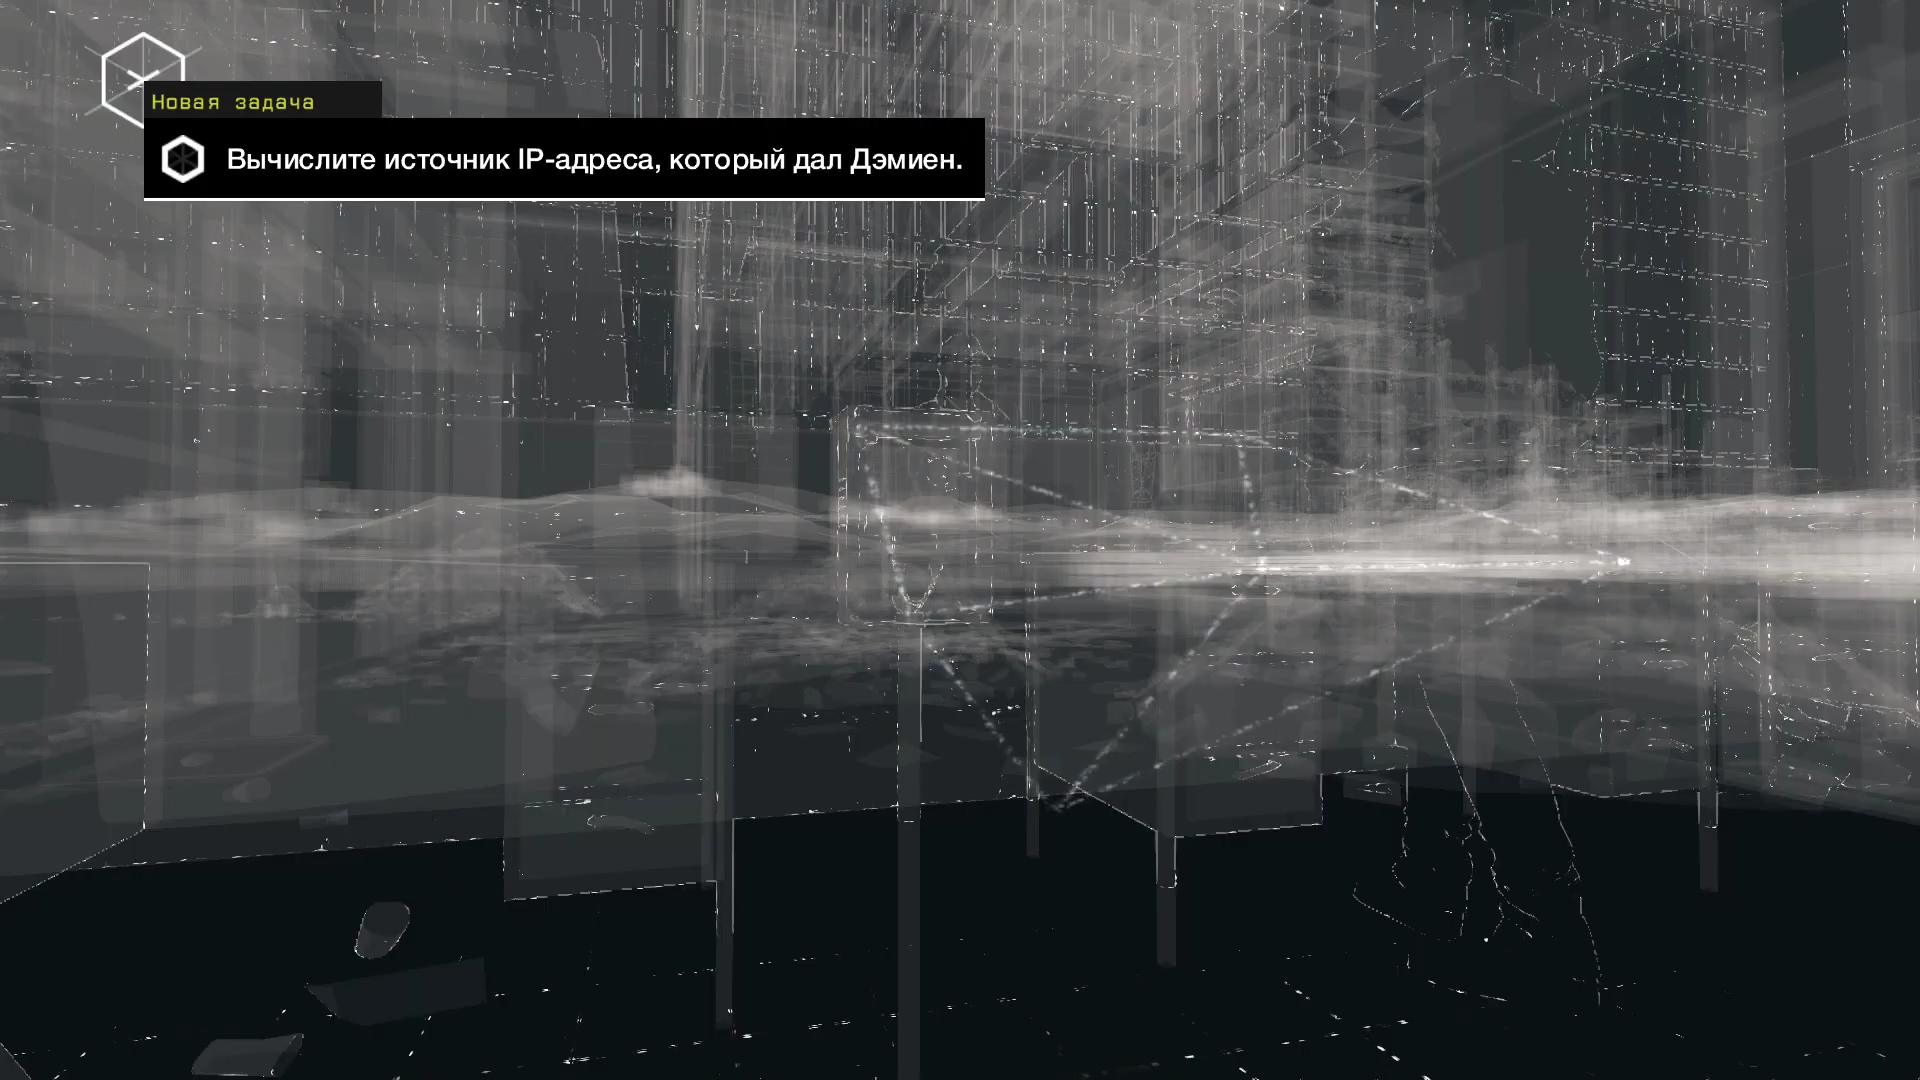 Новая задача
Вычислите источник IP-адреса, который дал Дэмиен.